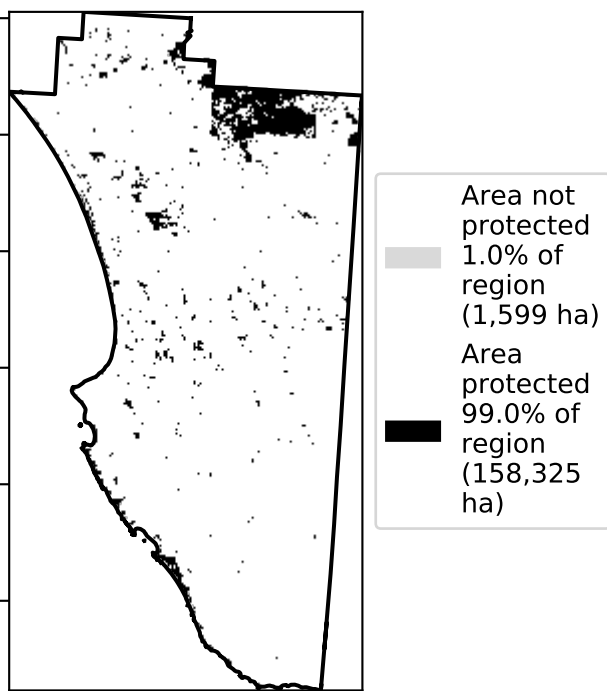 Area not
protected
1.0% of
region
(1,599 ha)
Area
protected
99.0% of
region
(158,325
ha)